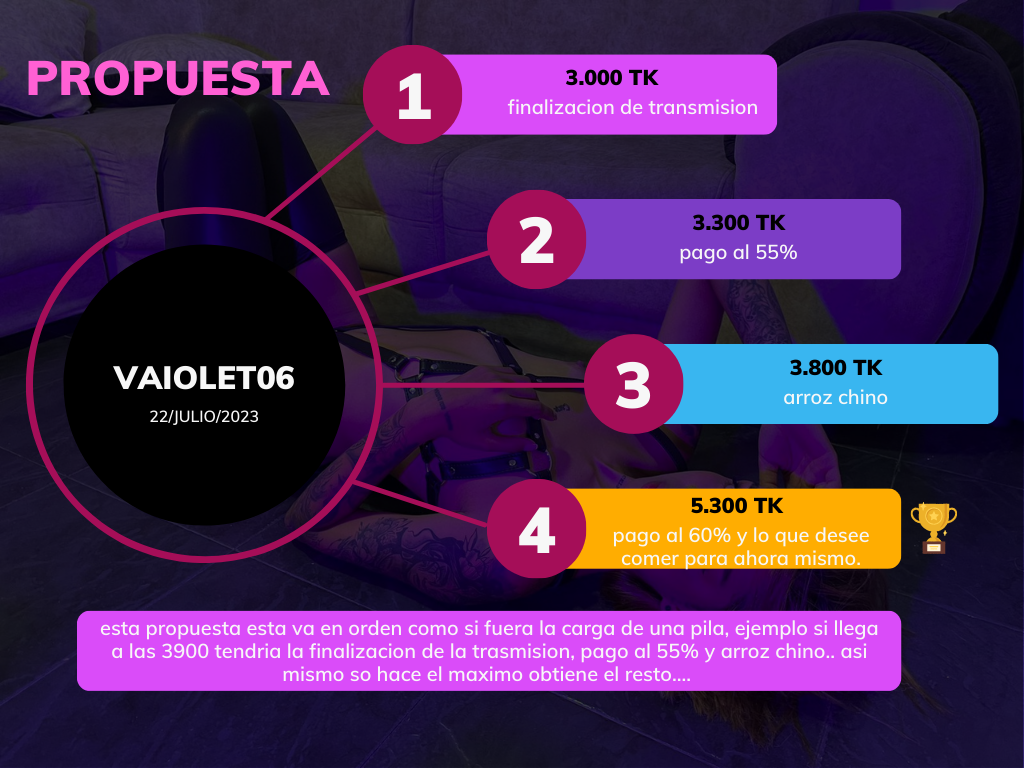 PROPUESTA
1
3.000 TK
finalizacion de transmision
2
3.300 TK
pago al 55%
VAIOLET06
22/JULIO/2023
3
3.800 TK
arroz chino
4
5.300 TK
pago al 60% y lo que desee
comer para ahora mismo.
esta propuesta esta va en orden como si fuera la carga de una pila, ejemplo si llega
a las 3900 tendria la finalizacion de la trasmision, pago al 55% y arroz chino.. asi
mismo so hace el maximo obtiene el resto....